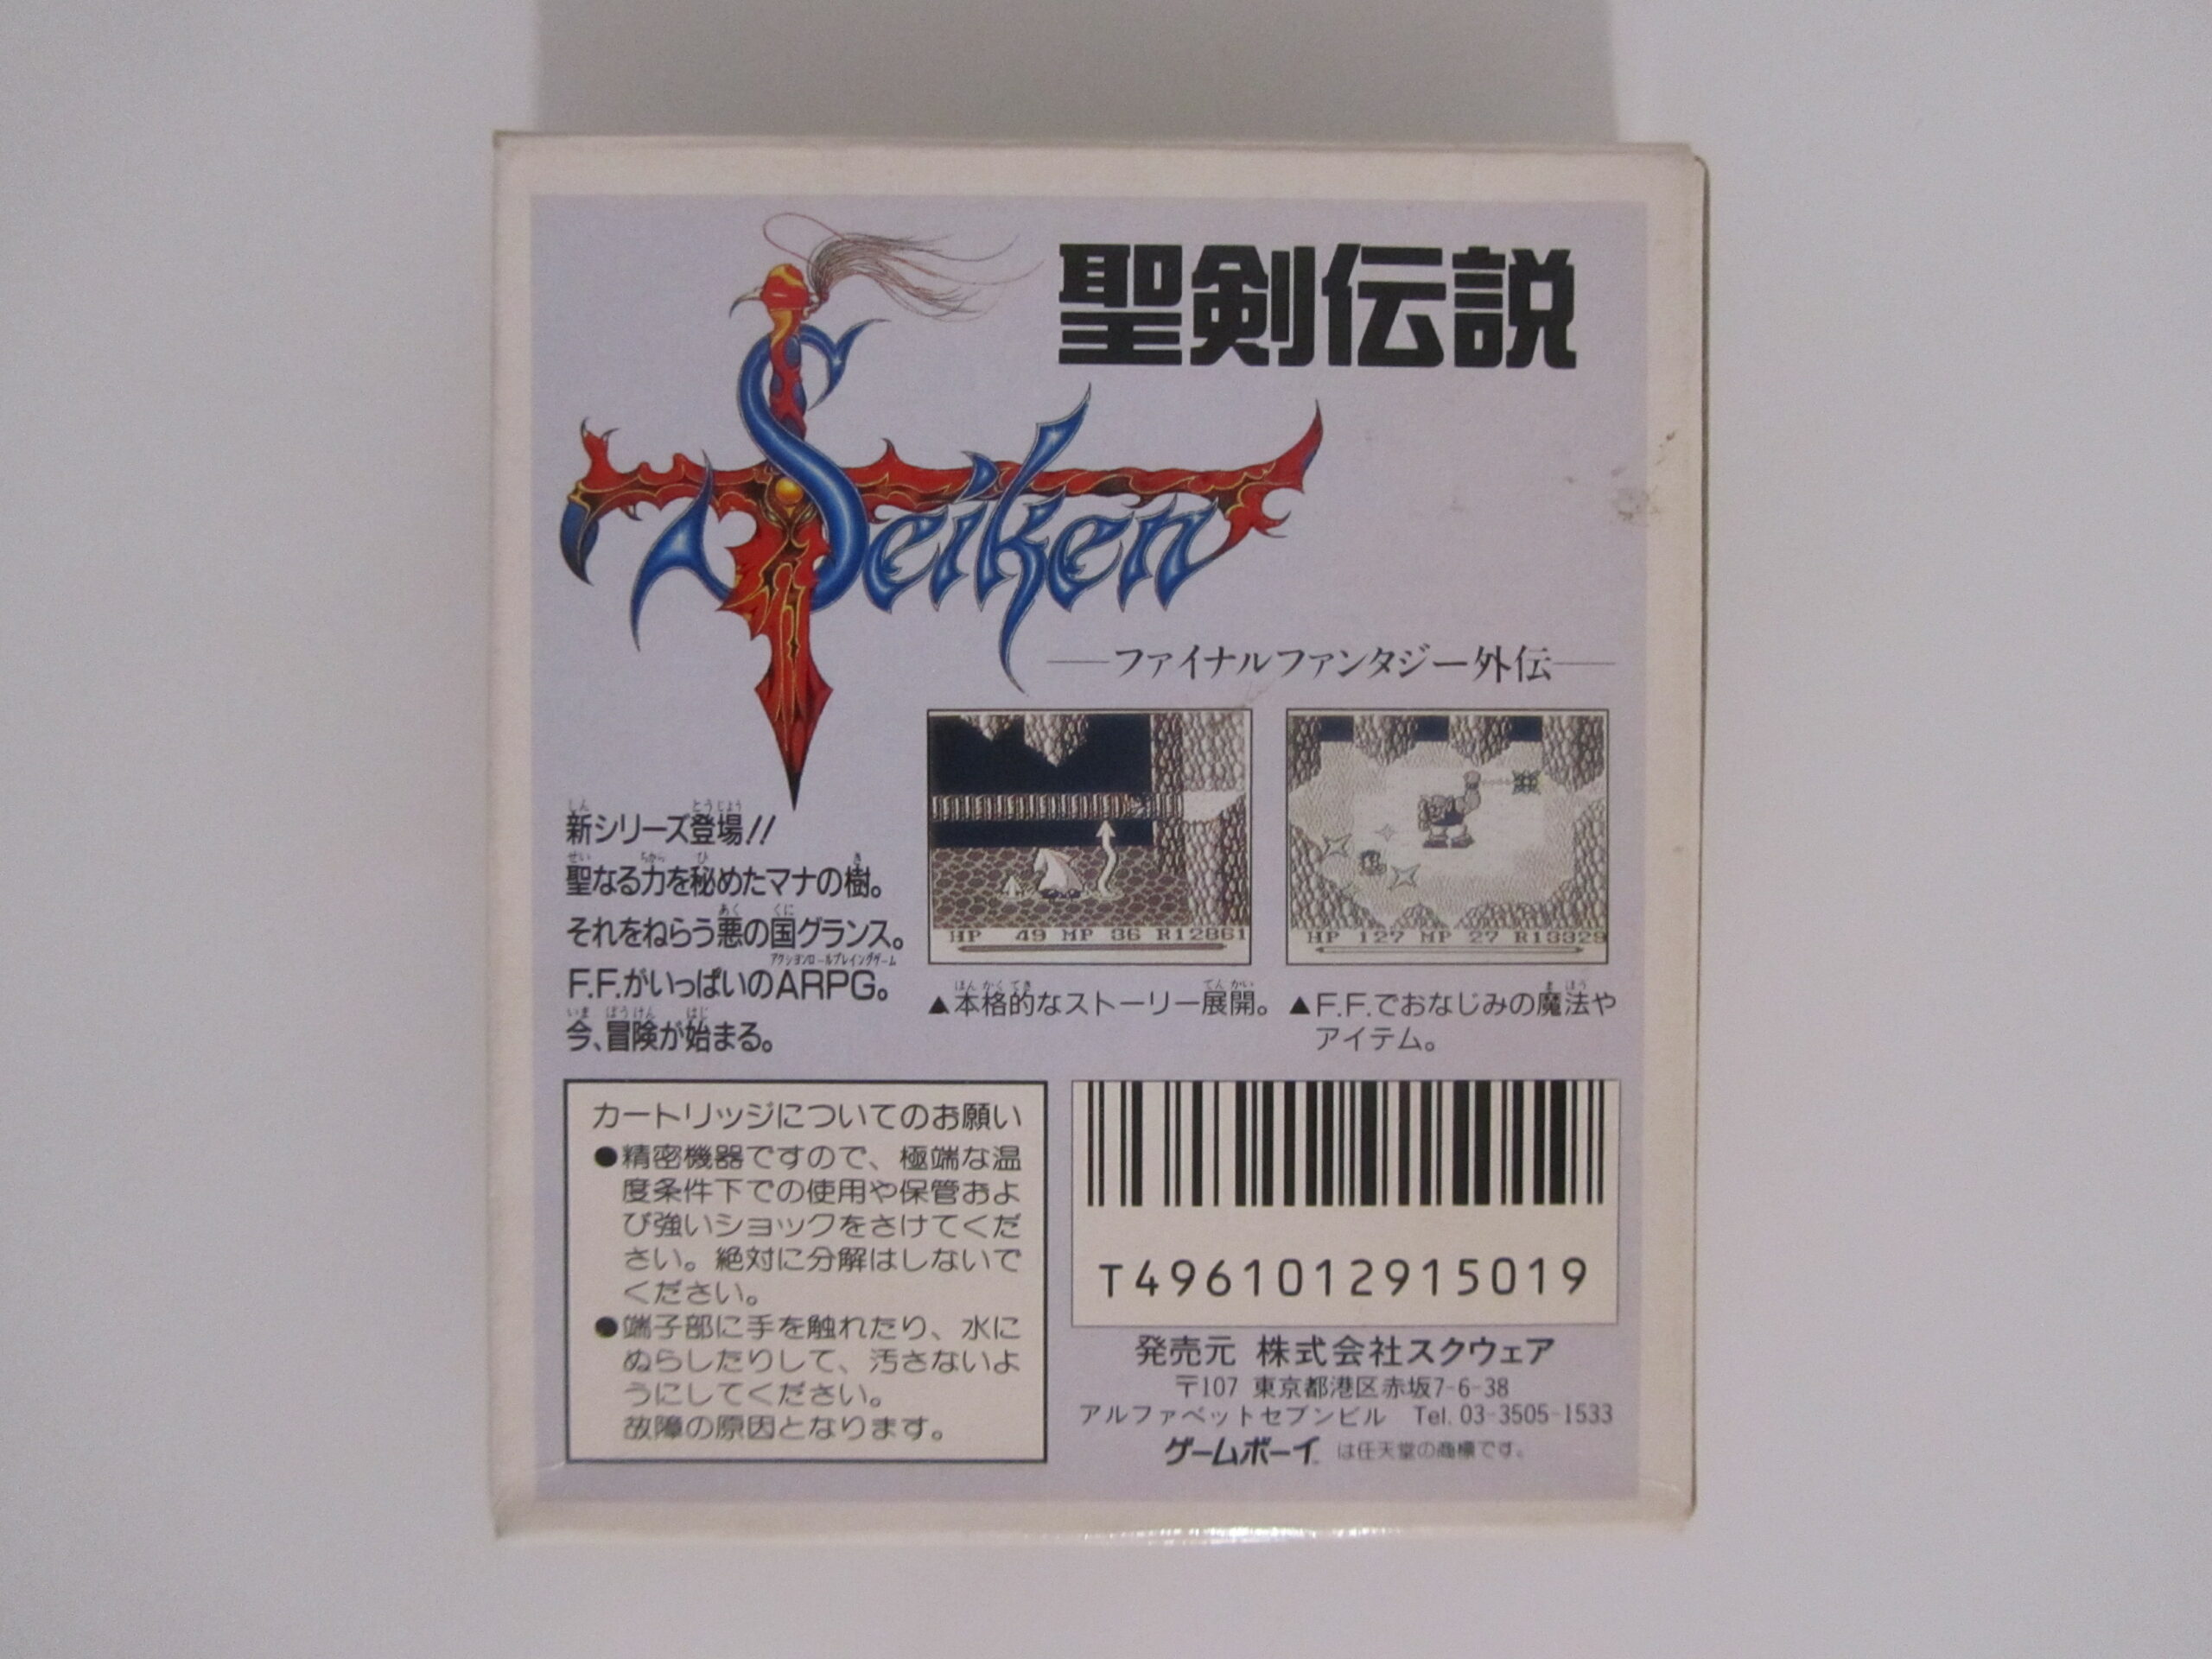 聖剣伝説
Seiken
ファイナルファンタジー外伝
HP 49 MP 36 R12861
HP 127 MP 27 R13329
新シリーズ登場!!
聖なる力を秘めたマナの樹。
それをねらう悪の国グランス。
F.F.がいっぱいのARPG。
今、冒険が始まる。
▲本格的なストーリー展開。
▲F.F.でおなじみの魔法や
アイテム。
カートリッジについてのお願い
●精密機器ですので、極端な温
度条件下での使用や保管およ
び強いショックをさけてくだ
さい。絶対に分解はしないで
ください。
●端子部に手を触れたり、水に
ぬらしたりして、汚さないよ
うにしてください。
故障の原因となります。
T4961012915019
発売元 株式会社スクウェア
〒107 東京都港区赤坂7-6-38
アルファベットセブンビル Tel. 03-3505-1533
ゲームボーイ™は任天堂の商標です。